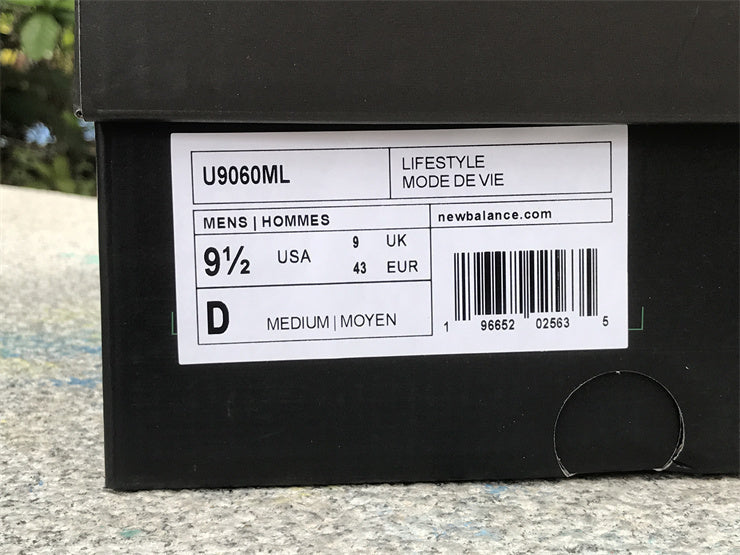 U9060ML
LIFESTYLE
MODE DE VIE
MENS | HOMMES
newbalance.com
9½ USA
9 UK
43 EUR
D MEDIUM | MOYEN
1 96652 02563 5